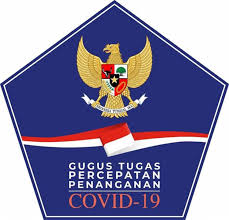 GUGUS TUGAS
PERCEPATAN
PENANGANAN
COVID-19